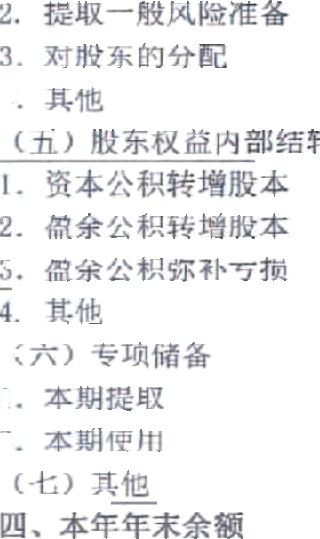 2. 提取一般风险准备
3. 对股东的分配
. 其他
（五）股东权益内部结转
1. 资本公积转增股本
2. 盈余公积转增股本
3. 盈余公积弥补亏损
4. 其他
（六）专项储备
1. 本期提取
. 本期使用
（七）其他
四、本年年末余额